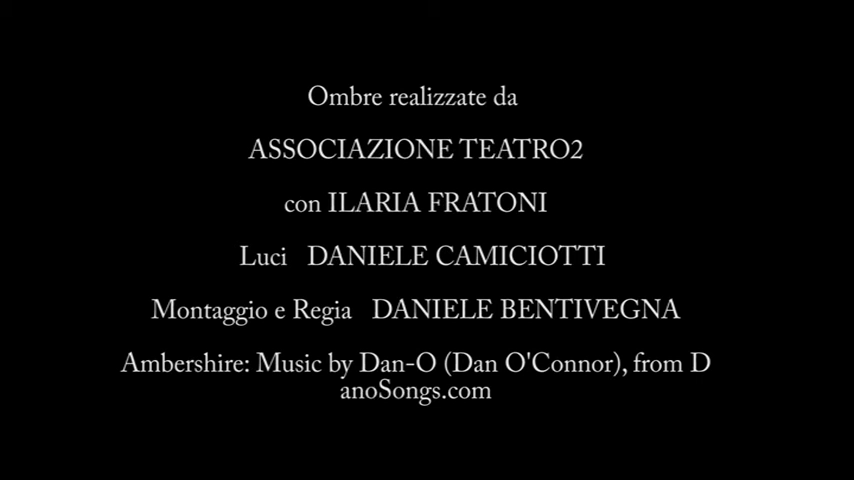 Ombre realizzate da
ASSOCIAZIONE TEATRO2
con ILARIA FRATONI
Luci DANIELE CAMICIOTTI
Montaggio e Regia DANIELE BENTIVEGNA
Ambershire: Music by Dan-O (Dan O'Connor), from D
anoSongs.com